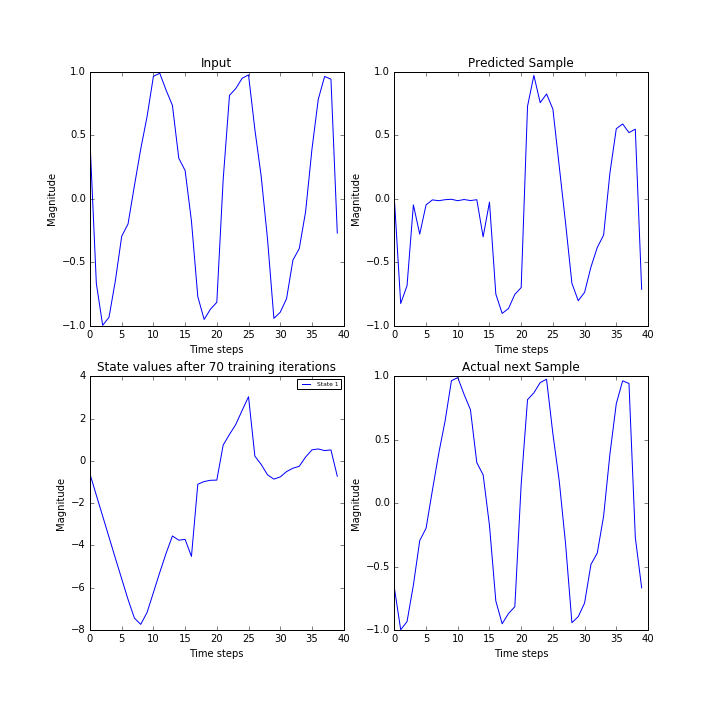 Input
Magnitude
1.0
0.5
0.0
−0.5
−1.0
0 5 10 15 20 25 30 35 40
Time steps
Predicted Sample
Magnitude
1.0
0.5
0.0
−0.5
−1.0
0 5 10 15 20 25 30 35 40
Time steps
State values after 70 training iterations
Magnitude
4
2
0
−2
−4
−6
−8
State 1
0 5 10 15 20 25 30 35 40
Time steps
Actual next Sample
Magnitude
1.0
0.5
0.0
−0.5
−1.0
0 5 10 15 20 25 30 35 40
Time steps